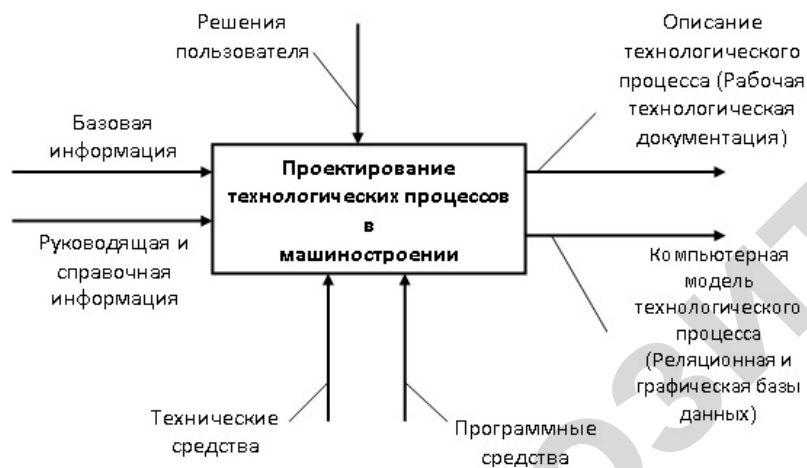 Решения
пользователя
Описание
технологического
процесса (Рабочая
технологическая
документация)
Базовая
информация
Проектирование
технологических процессов
в
машиностроении
Руководящая и
справочная
информация
Компьютерная
модель
технологического
процесса
(Реляционная и
графическая базы
данных)
Технические
средства
Программные
средства